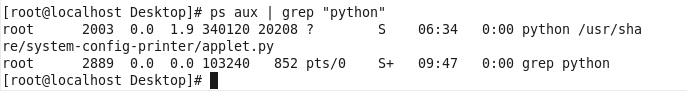 [root@localhost Desktop]# ps aux | grep "python"
root      2003  0.0  1.9 340120 20208 ?        S    06:34   0:00 python /usr/sha
re/system-config-printer/applet.py
root      2889  0.0  0.0 103240   852 pts/0    S+   09:47   0:00 grep python
[root@localhost Desktop]#